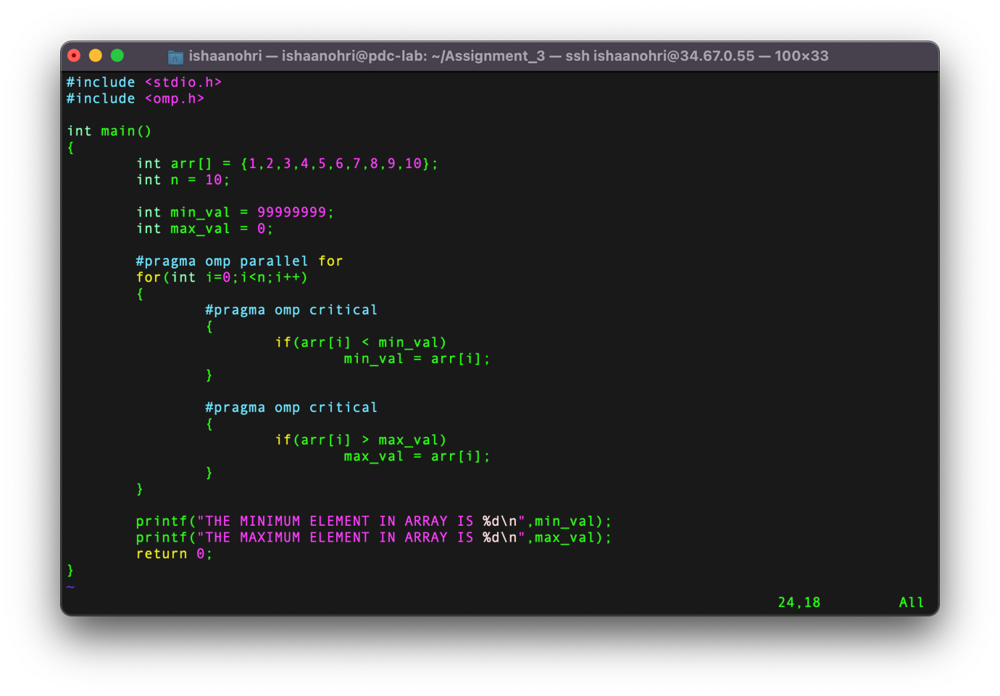 ishaanohri — ishaanohri@pdc-lab: ~/Assignment_3 — ssh ishaanohri@34.67.0.55 — 100×33
#include <stdio.h>
#include <omp.h>
int main()
{
int arr[] = {1,2,3,4,5,6,7,8,9,10};
int n = 10;
int min_val = 99999999;
int max_val = 0;
#pragma omp parallel for
for(int i=0;i<n;i++)
{
#pragma omp critical
{
if(arr[i] < min_val)
min_val = arr[i];
}
#pragma omp critical
{
if(arr[i] > max_val)
max_val = arr[i];
}
}
printf("THE MINIMUM ELEMENT IN ARRAY IS %d\n",min_val);
printf("THE MAXIMUM ELEMENT IN ARRAY IS %d\n",max_val);
return 0;
}
~
24,18 All